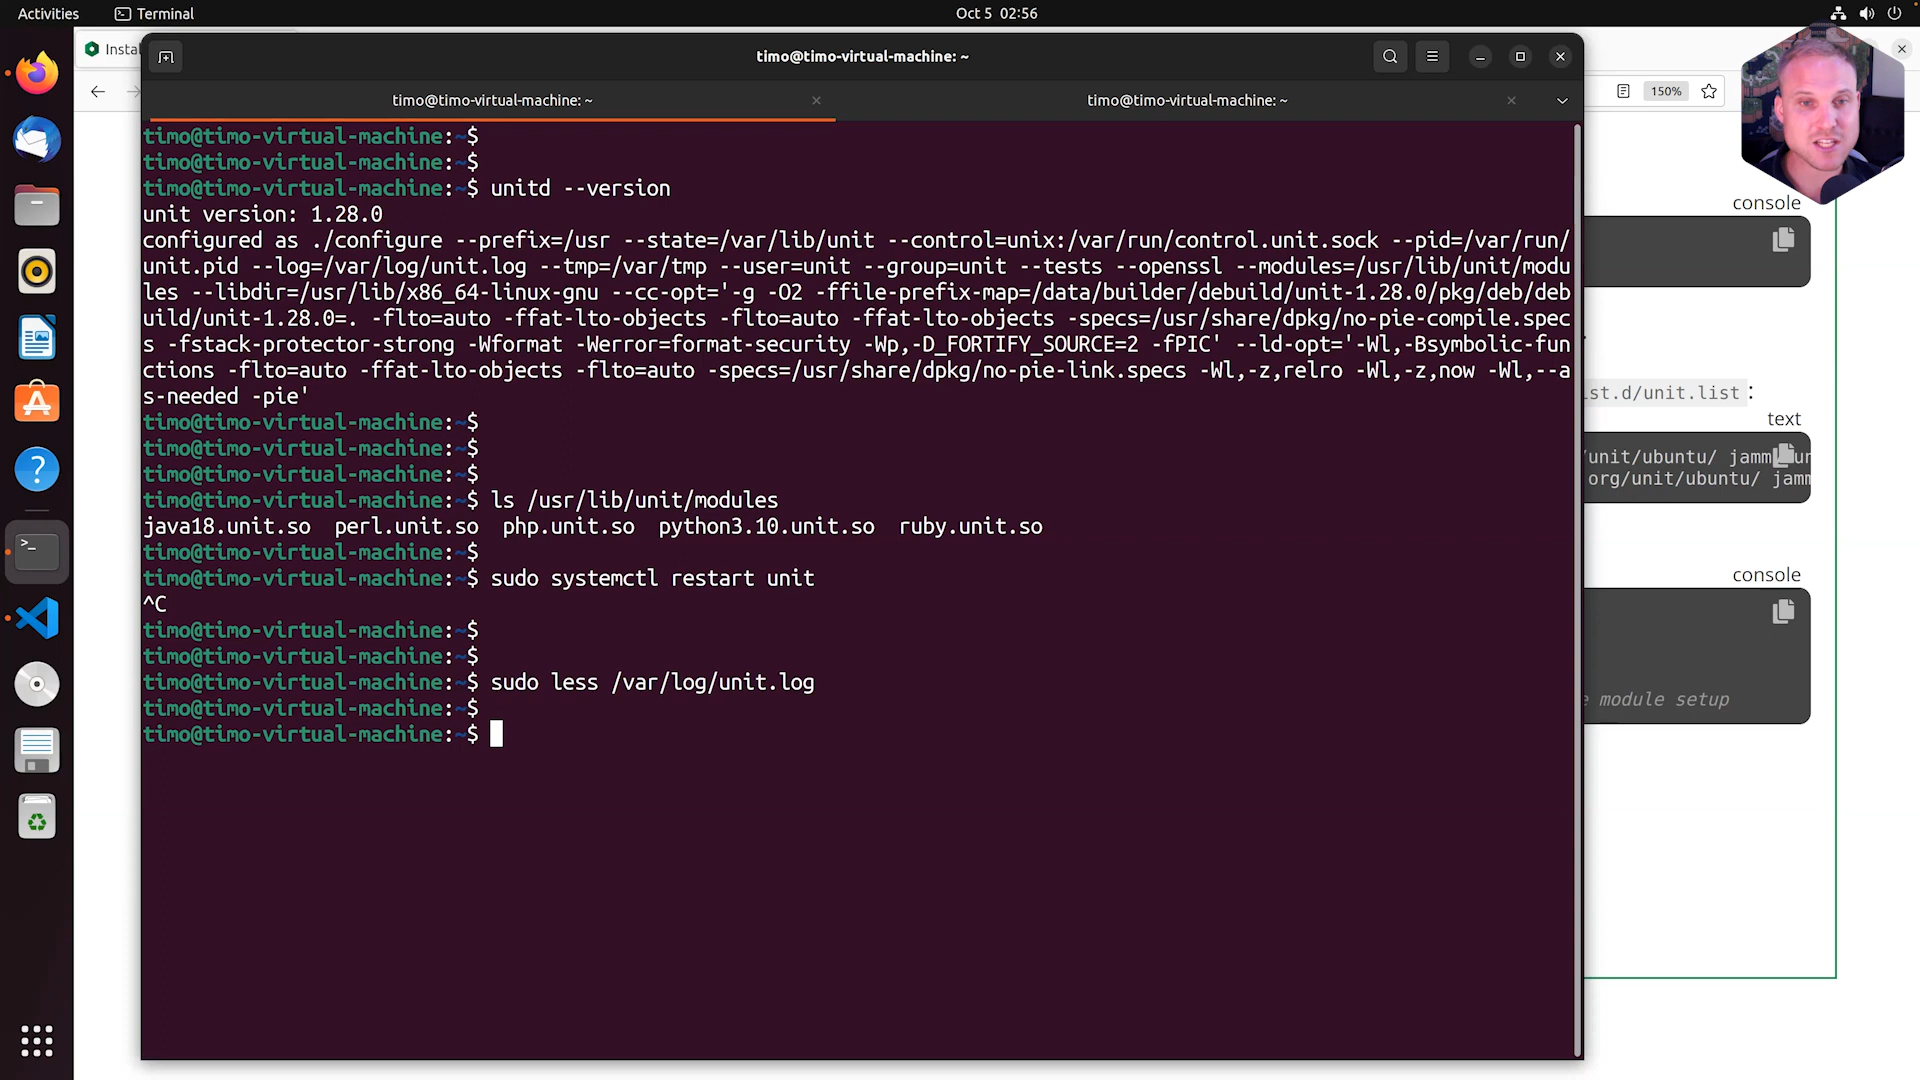 Activities
Terminal
Oct 5 02:56
Insta
timo@timo-virtual-machine: ~
150%
timo@timo-virtual-machine: ~
timo@timo-virtual-machine: ~
timo@timo-virtual-machine:~$
timo@timo-virtual-machine:~$
timo@timo-virtual-machine:~$ unitd --version
unit version: 1.28.0
configured as ./configure --prefix=/usr --state=/var/lib/unit --control=unix:/var/run/control.unit.sock --pid=/var/run/
unit.pid --log=/var/log/unit.log --tmp=/var/tmp --user=unit --group=unit --tests --openssl --modules=/usr/lib/unit/modu
les --libdir=/usr/lib/x86_64-linux-gnu --cc-opt='-g -O2 -ffile-prefix-map=/data/builder/debuild/unit-1.28.0/pkg/deb/deb
uild/unit-1.28.0=. -flto=auto -ffat-lto-objects -flto=auto -ffat-lto-objects -specs=/usr/share/dpkg/no-pie-compile.spec
s -fstack-protector-strong -Wformat -Werror=format-security -Wp,-D_FORTIFY_SOURCE=2 -fPIC' --ld-opt='-Wl,-Bsymbolic-fun
ctions -flto=auto -ffat-lto-objects -flto=auto -specs=/usr/share/dpkg/no-pie-link.specs -Wl,-z,relro -Wl,-z,now -Wl,--a
s-needed -pie'
timo@timo-virtual-machine:~$
timo@timo-virtual-machine:~$
timo@timo-virtual-machine:~$
timo@timo-virtual-machine:~$ ls /usr/lib/unit/modules
java18.unit.so  perl.unit.so  php.unit.so  python3.10.unit.so  ruby.unit.so
timo@timo-virtual-machine:~$
timo@timo-virtual-machine:~$ sudo systemctl restart unit
^C
timo@timo-virtual-machine:~$
timo@timo-virtual-machine:~$
timo@timo-virtual-machine:~$ sudo less /var/log/unit.log
timo@timo-virtual-machine:~$
timo@timo-virtual-machine:~$
console
st.d/unit.list:
text
/unit/ubuntu/ jamm
org/unit/ubuntu/ jamm
console
module setup